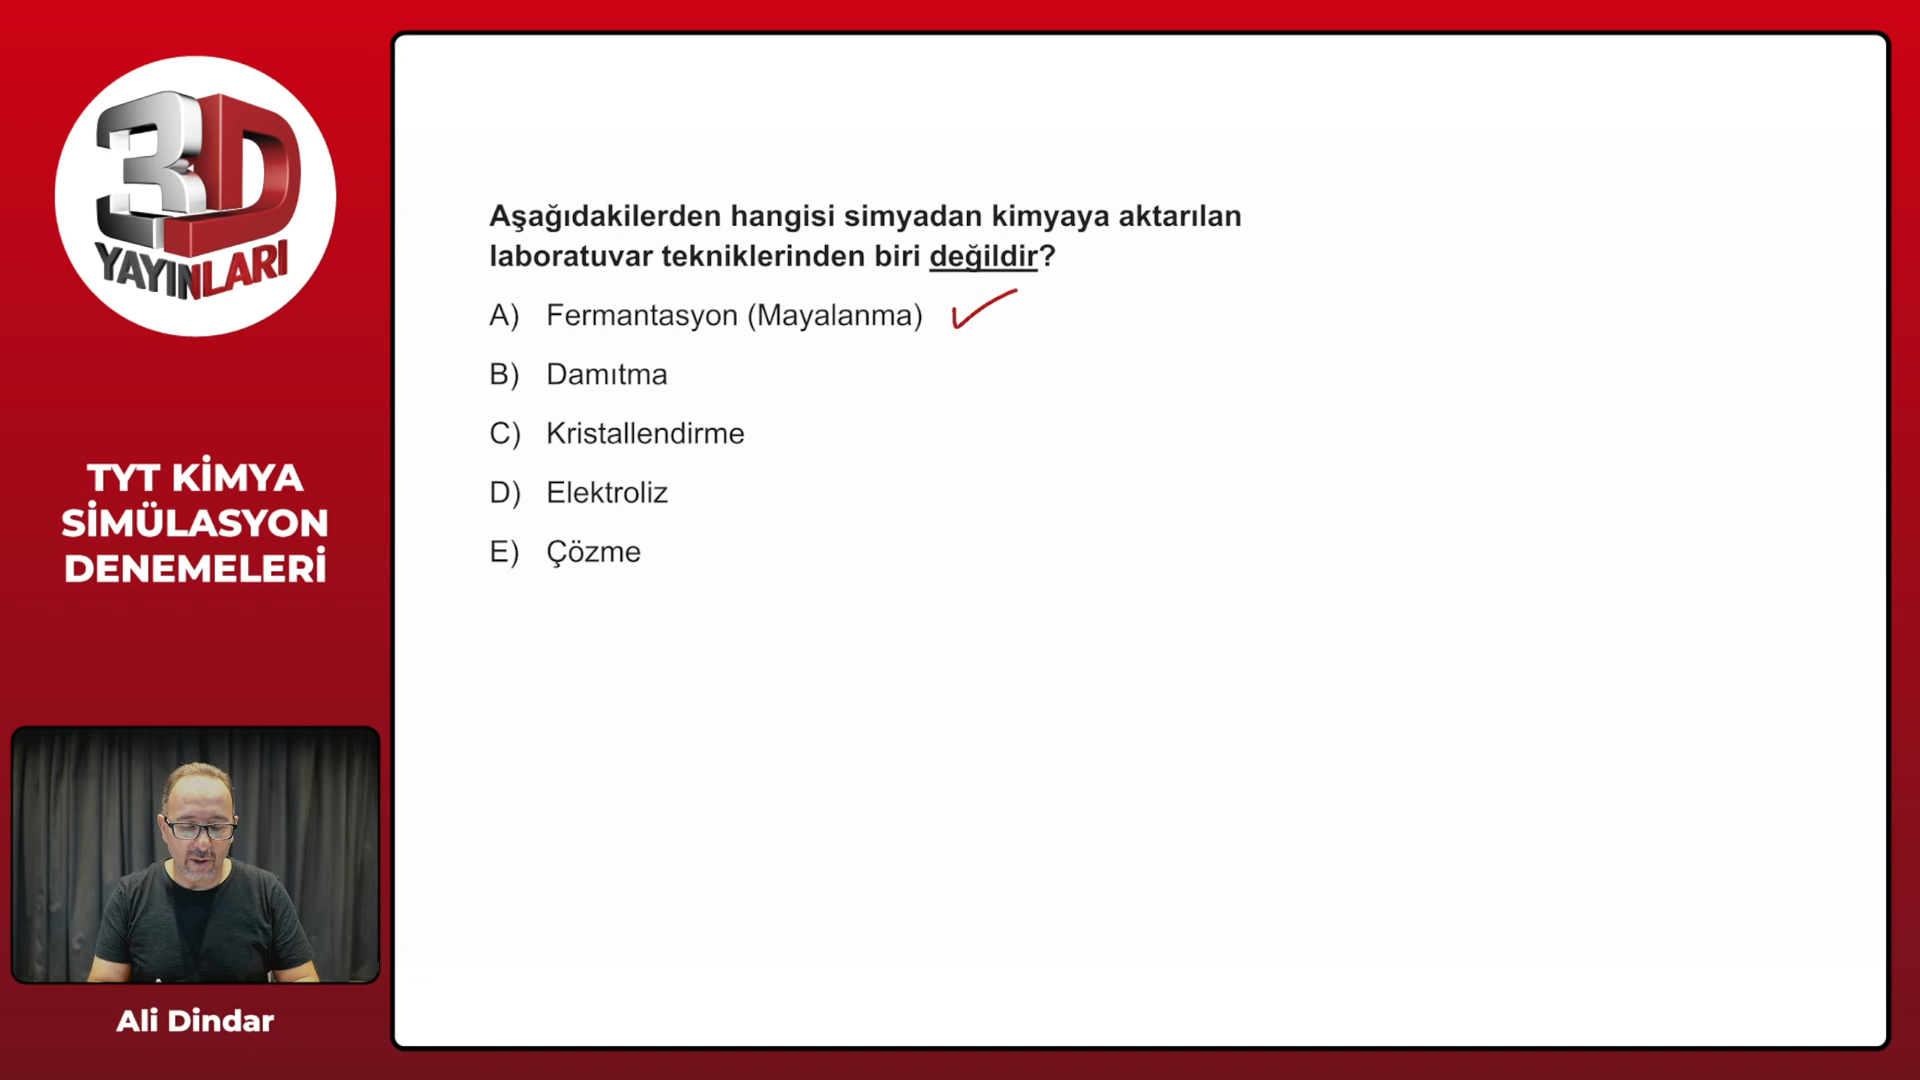 3D
YAYINLARI
TYT KİMYA
SİMÜLASYON
DENEMELERİ
Ali Dindar
Aşağıdakilerden hangisi simyadan kimyaya aktarılan
laboratuvar tekniklerinden biri değildir?
A) Fermantasyon (Mayalanma)
B) Damıtma
C) Kristallendirme
D) Elektroliz
E) Çözme